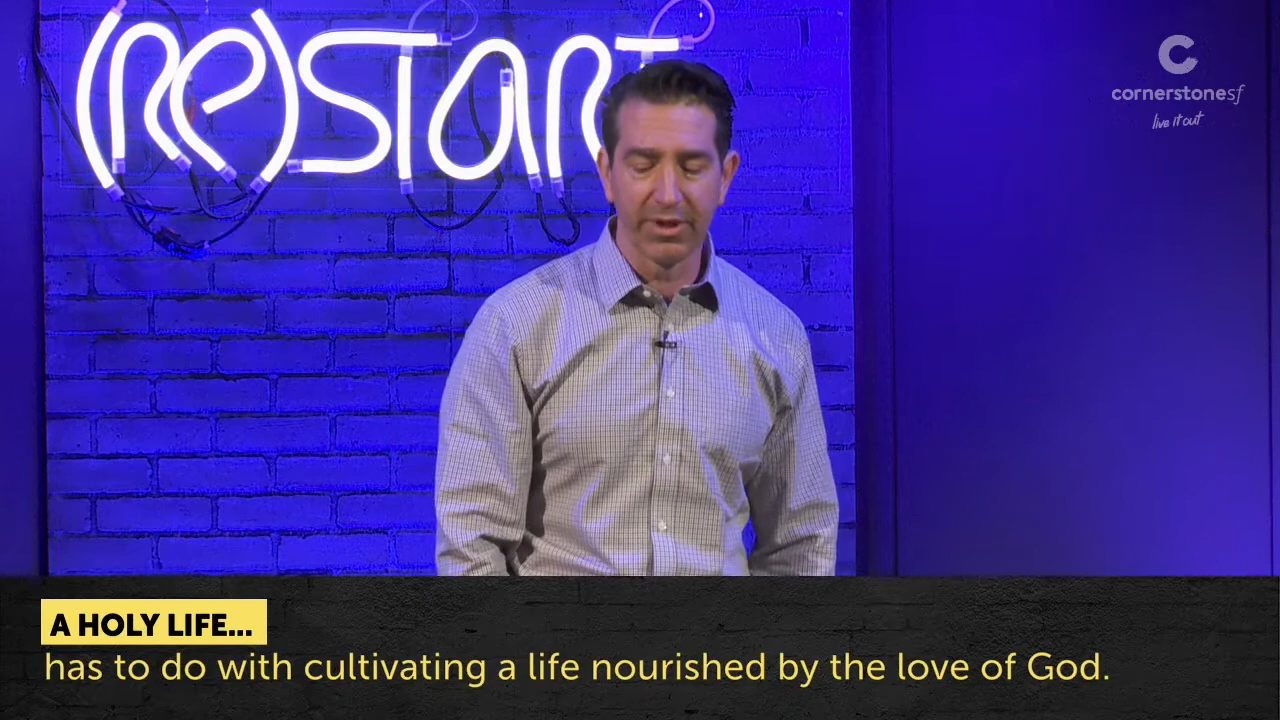 (Re)start
cornerstonesf
live it out
A HOLY LIFE...
has to do with cultivating a life nourished by the love of God.